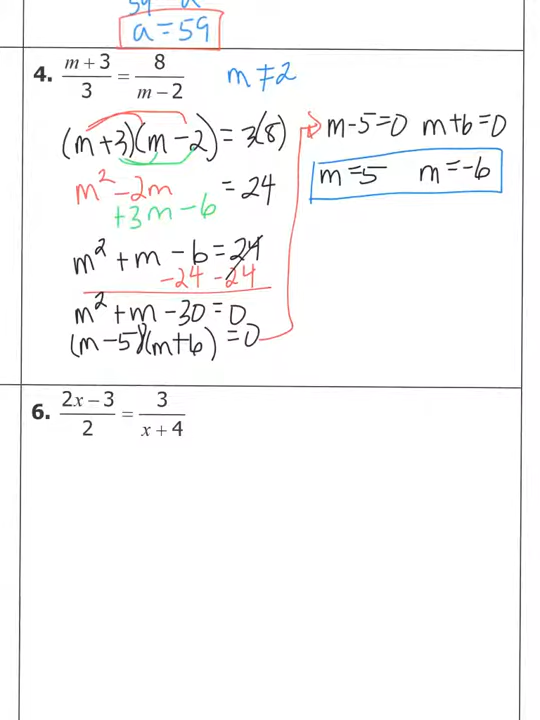 a = 59
4. (m + 3)/3 = 8/(m − 2)    m ≠ 2
(m+3)(m−2) = 3(8)
m² −2m = 24
+3m −6
m² + m − 6 = 24
−24 −24
m² + m − 30 = 0
(m − 5)(m+6) = 0
m−5=0    m+6=0
m=5    m=−6
6. (2x − 3)/2 = 3/(x + 4)